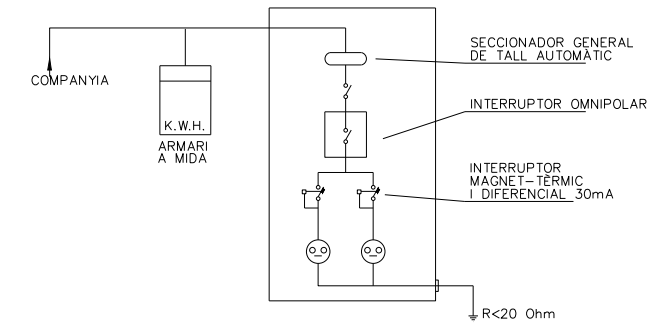 SECCIONADOR GENERAL
DE TALL AUTOMÀTIC
COMPANYIA
INTERRUPTOR OMNIPOLAR
K.W.H.
ARMARI
A MIDA
INTERRUPTOR
MAGNET-TÈRMIC
I DIFERENCIAL 30mA
R<20 Ohm